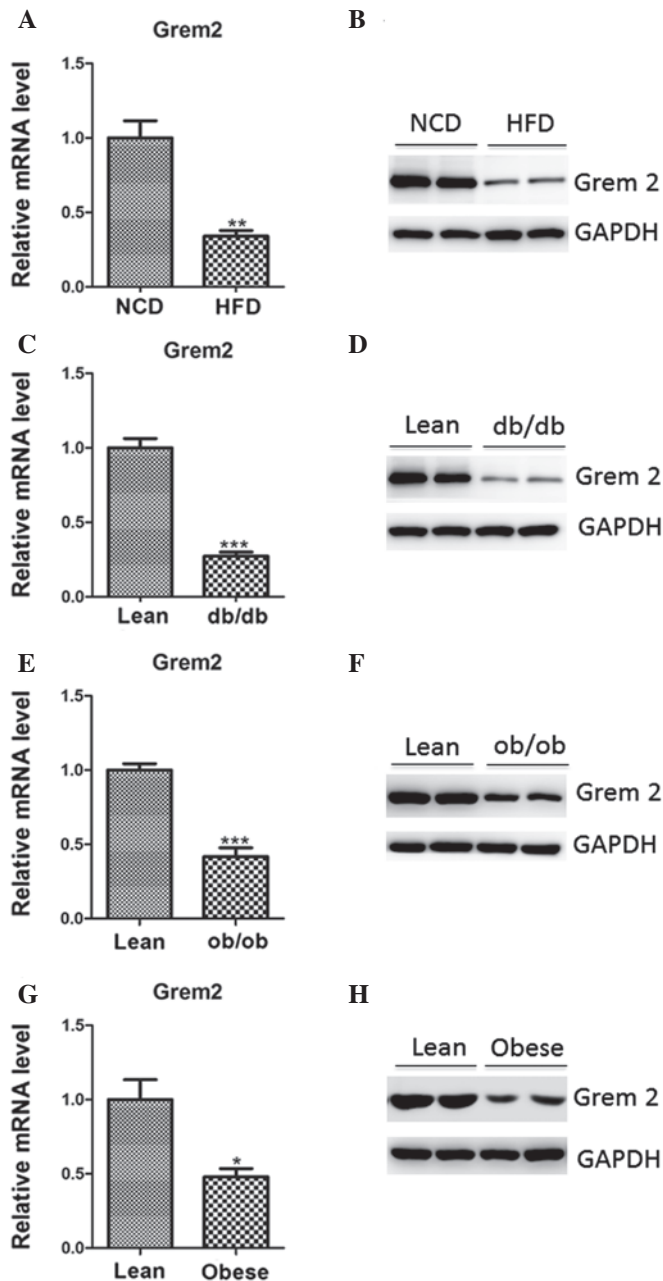 A
Grem2
Relative mRNA level
1.5
1.0
0.5
0.0
**
NCD
HFD
B
NCD HFD
Grem 2
GAPDH
C
Grem2
Relative mRNA level
1.5
1.0
0.5
0.0
***
Lean
db/db
D
Lean db/db
Grem 2
GAPDH
E
Grem2
Relative mRNA level
1.5
1.0
0.5
0.0
***
Lean
ob/ob
F
Lean ob/ob
Grem 2
GAPDH
G
Grem2
Relative mRNA level
1.5
1.0
0.5
0.0
*
Lean
Obese
H
Lean Obese
Grem 2
GAPDH